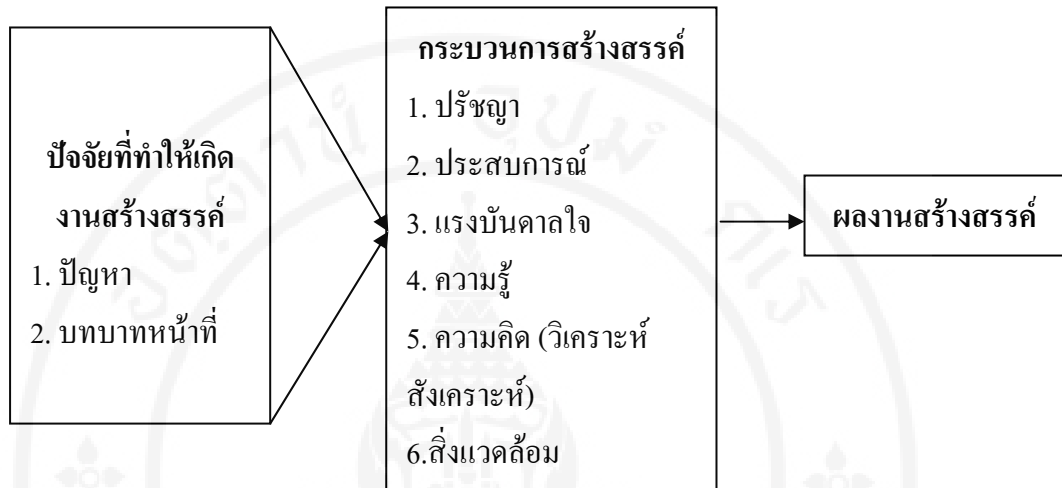 ปัจจัยที่ทำให้เกิด
งานสร้างสรรค์
1. ปัญหา
2. บทบาทหน้าที่
กระบวนการสร้างสรรค์
1. ปรัชญา
2. ประสบการณ์
3. แรงบันดาลใจ
4. ความรู้
5. ความคิด (วิเคราะห์
สังเคราะห์)
6.สิ่งแวดล้อม
ผลงานสร้างสรรค์